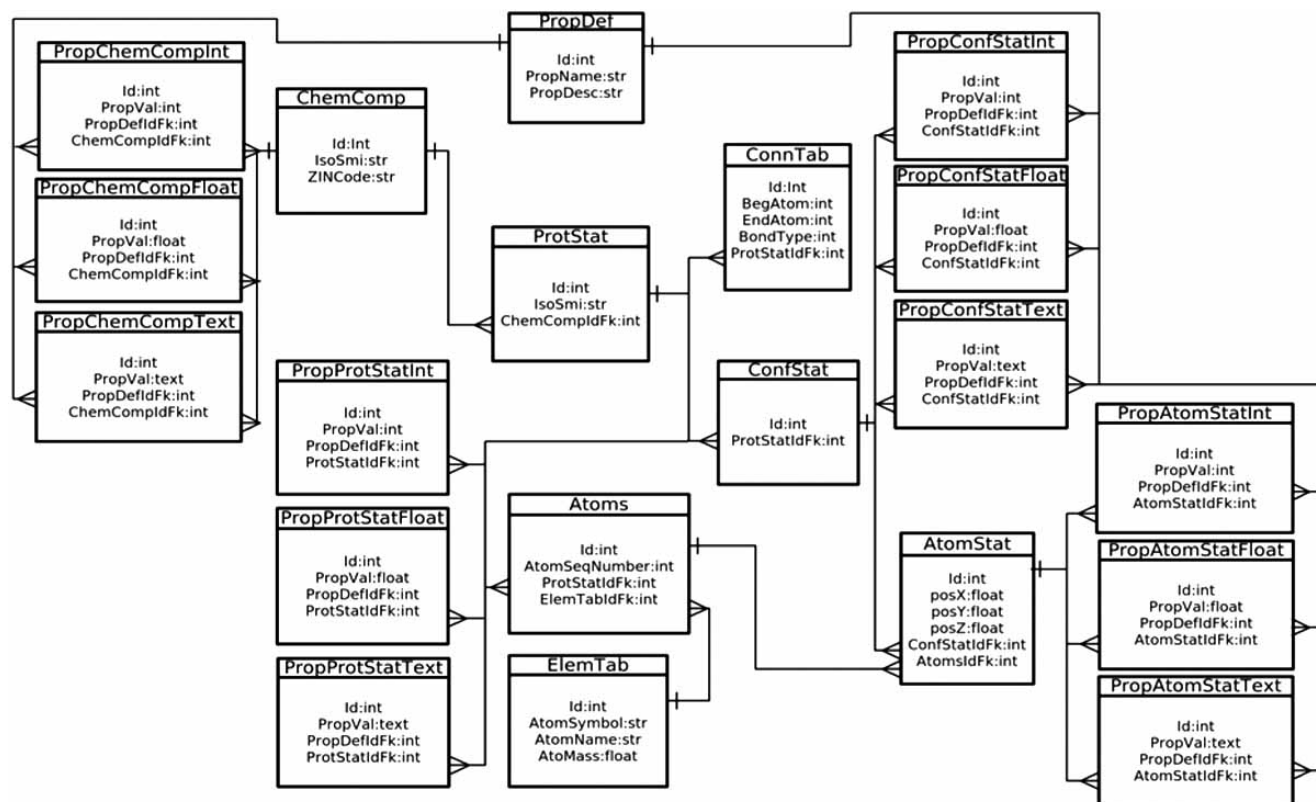 PropDef
Id:int
PropName:str
PropDesc:str
PropChemCompInt
Id:int
PropVal:int
PropDefIdFk:int
ChemCompIdFk:int
ChemComp
Id:Int
IsoSmi:str
ZINCode:str
PropConfStatInt
Id:int
PropVal:int
PropDefIdFk:int
ConfStatIdFk:int
ConnTab
Id:Int
BegAtom:int
EndAtom:int
BondType:int
ProtStatIdFk:int
PropChemCompFloat
Id:int
PropVal:float
PropDefIdFk:int
ChemCompIdFk:int
PropConfStatFloat
Id:int
PropVal:float
PropDefIdFk:int
ConfStatIdFk:int
ProtStat
Id:int
IsoSmi:str
ChemCompIdFk:int
PropChemCompText
Id:int
PropVal:text
PropDefIdFk:int
ChemCompIdFk:int
PropConfStatText
Id:int
PropVal:text
PropDefIdFk:int
ConfStatIdFk:int
PropProtStatInt
Id:int
PropVal:int
PropDefIdFk:int
ProtStatIdFk:int
ConfStat
Id:int
ProtStatIdFk:int
PropAtomStatInt
Id:int
PropVal:int
PropDefIdFk:int
AtomStatIdFk:int
Atoms
Id:int
AtomSeqNumber:int
ProtStatIdFk:int
ElemTabIdFk:int
PropProtStatFloat
Id:int
PropVal:float
PropDefIdFk:int
ProtStatIdFk:int
AtomStat
Id:int
posX:float
posY:float
posZ:float
ConfStatIdFk:int
AtomsIdFk:int
PropAtomStatFloat
Id:int
PropVal:float
PropDefIdFk:int
AtomStatIdFk:int
PropProtStatText
Id:int
PropVal:text
PropDefIdFk:int
ProtStatIdFk:int
ElemTab
Id:int
AtomSymbol:str
AtomName:str
AtoMass:float
PropAtomStatText
Id:int
PropVal:text
PropDefIdFk:int
AtomStatIdFk:int